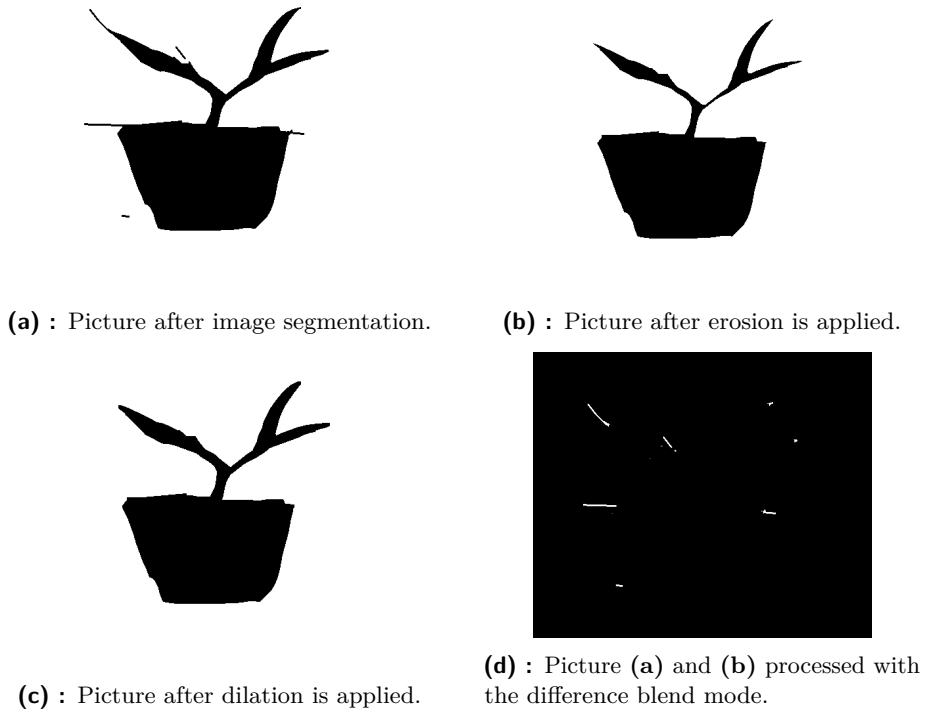 (a) : Picture after image segmentation.
(b) : Picture after erosion is applied.
(c) : Picture after dilation is applied.
(d) : Picture (a) and (b) processed with
the difference blend mode.